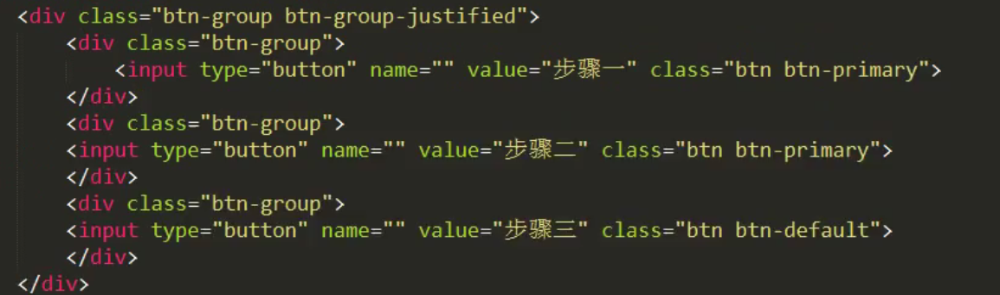 <div class="btn-group btn-group-justified">
<div class="btn-group">
<input type="button" name="" value="步骤一" class="btn btn-primary">
</div>
<div class="btn-group">
<input type="button" name="" value="步骤二" class="btn btn-primary">
</div>
<div class="btn-group">
<input type="button" name="" value="步骤三" class="btn btn-default">
</div>
</div>